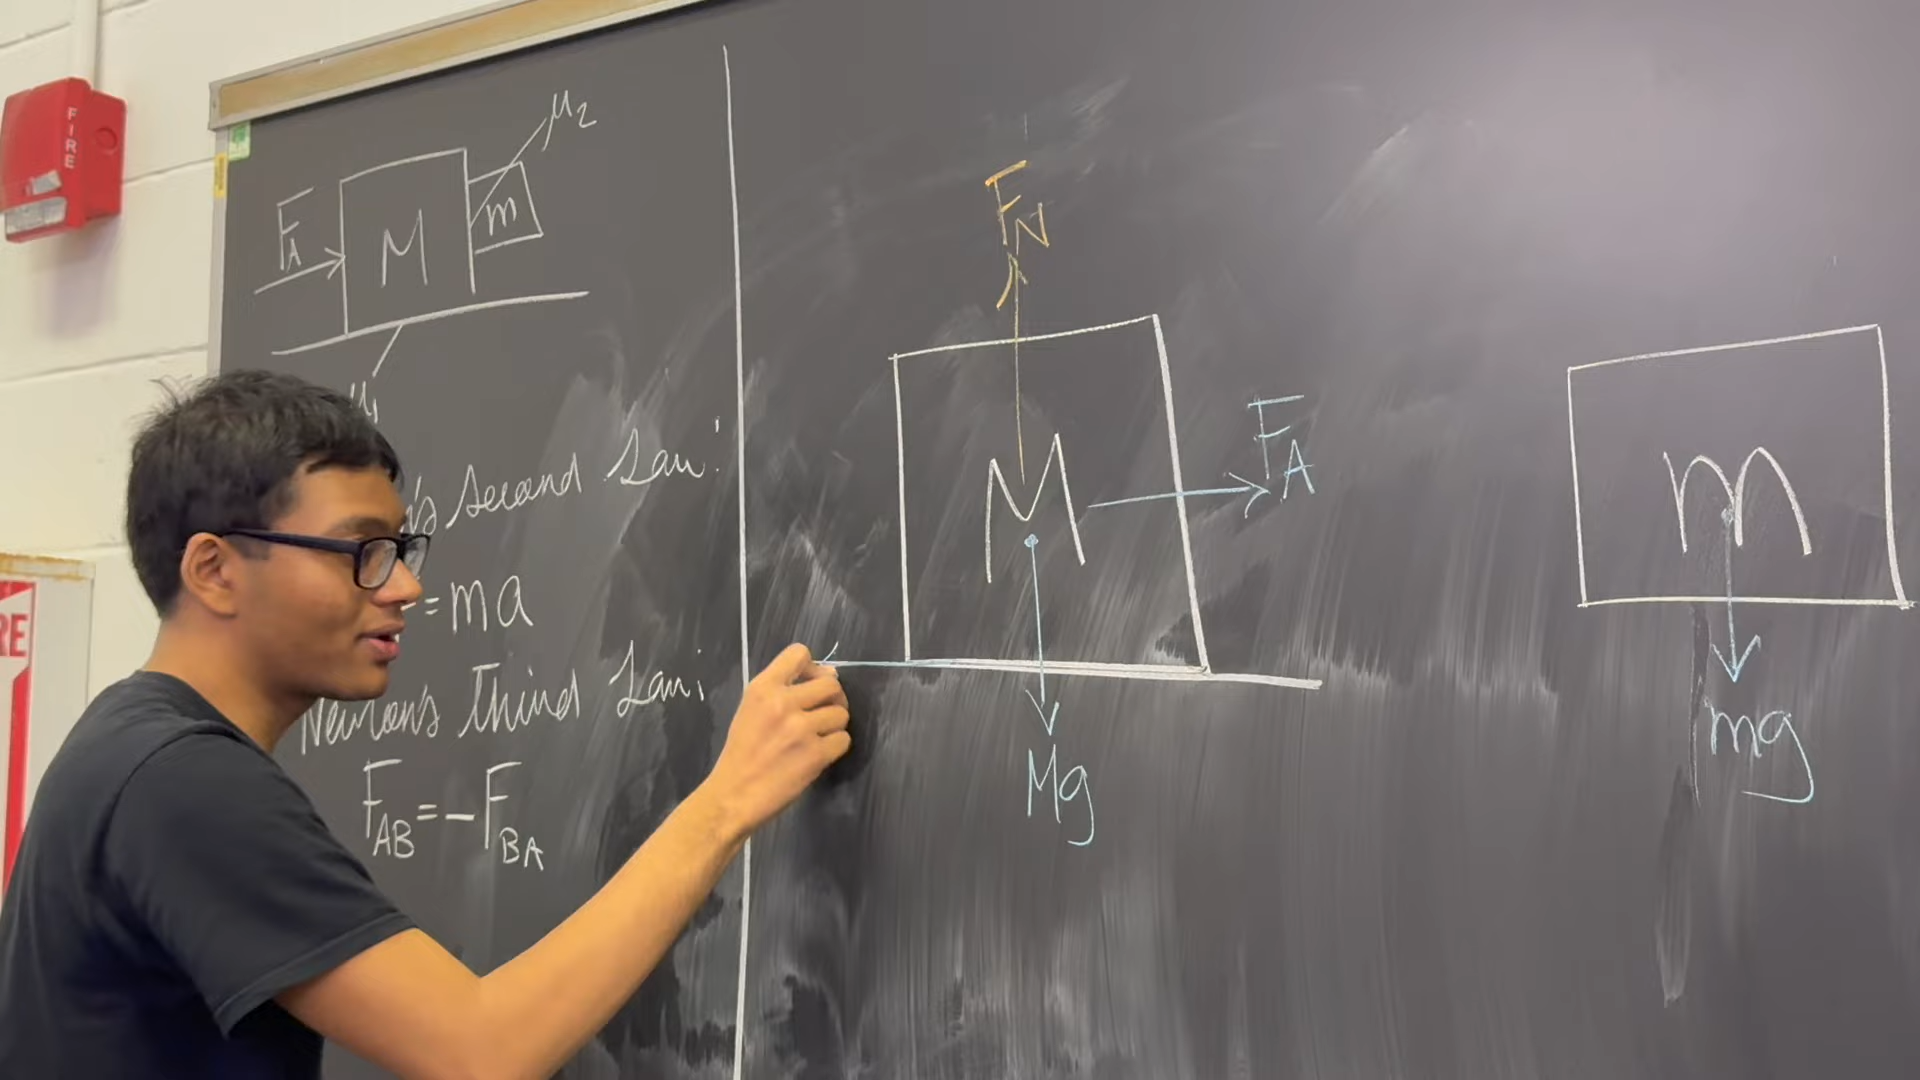 FIRE
μ2
FA
M
m
μ1
's second Law:
= ma
Newton's Third Law:
FAB = -FBA
FN
M
FA
Mg
m
mg
RE